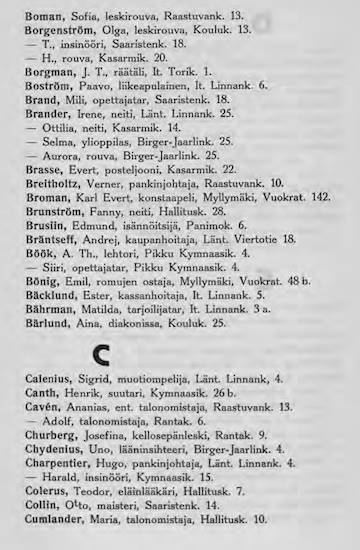 Boman, Sofia, leskirouva, Raastuvank. 13.
Borgenström, Olga, leskirouva, Kouluk. 13.
— T., insinööri, Saaristenk. 18.
— H., rouva, Kasarmik. 20.
Borgman, J. T., räätäli, It. Torik. 1.
Boström, Paavo, liikeapulainen, It. Linnank. 6.
Brand, Mili, opettajatar, Saaristenk. 18.
Brander, Irene, neiti, Länt. Linnank. 25.
— Ottilia, neiti, Kasarmik. 14.
— Selma, ylioppilas, Birger-Jaarlink. 25.
— Aurora, rouva, Birger-Jaarlink. 25.
Brasse, Evert, posteljooni, Kasarmik. 22.
Breitholtz, Verner, pankinjohtaja, Raastuvank. 10.
Broman, Karl Evert, konstaapeli, Myllymäki, Vuokrat. 142.
Brunström, Fanny, neiti, Hallitusk. 28.
Brusiin, Edmund, isännöitsijä, Panimok. 6.
Bräntseff, Andrej, kaupanhoitaja, Länt. Viertotie 18.
Böök, A. Th., lehtori, Pikku Kymnaasik. 4.
— Siiri, opettajatar, Pikku Kymnaasik. 4.
Bönig, Emil, romujen ostaja, Myllymäki, Vuokrat. 48 b.
Bäcklund, Ester, kassanhoitaja, It. Linnank. 5.
Bährman, Matilda, tarjoilijatar, It. Linnank. 3 a.
Bärlund, Aina, diakonissa, Kouluk. 25.
C
Calenius, Sigrid, muotiompelija, Länt. Linnank, 4.
Canth, Henrik, suutari, Kymnaasik. 26 b.
Cavén, Ananias, ent. talonomistaja, Raastuvank. 13.
— Adolf, talonomistaja, Rantak. 6.
Churberg, Josefina, kellosepänleski, Rantak. 9.
Chydenius, Uno, lääninsihteeri, Birger-Jaarlink. 4.
Charpentier, Hugo, pankinjohtaja, Länt. Linnank. 4.
— Harald, insinööri, Kymnaasik. 15.
Colerus, Teodor, eläinlääkäri, Hallitusk. 7.
Collin, Otto, maisteri, Saaristenk. 14.
Cumlander, Maria, talonomistaja, Hallitusk. 10.